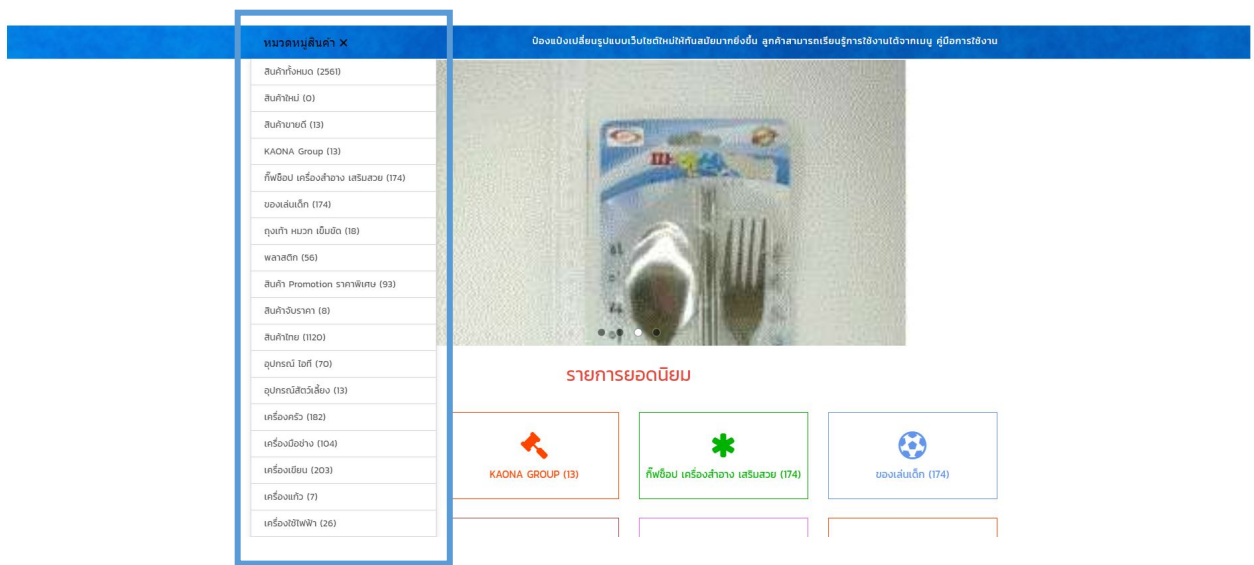 หมวดหมู่สินค้า ✕
ป๋องแป๋งเปลี่ยนรูปแบบเว็บไซต์ใหม่ให้ทันสมัยมากยิ่งขึ้น ลูกค้าสามารถเรียนรู้การใช้งานได้จากเมนู คู่มือการใช้งาน
สินค้าทั้งหมด (2561)
สินค้าใหม่ (0)
สินค้าขายดี (13)
KAONA Group (13)
กิ๊ฟช็อป เครื่องสำอาง เสริมสวย (174)
ของเล่นเด็ก (174)
ถุงเท้า หมวก เข็มขัด (18)
พลาสติก (56)
สินค้า Promotion ราคาพิเศษ (93)
สินค้าจับราคา (8)
สินค้าไทย (1120)
อุปกรณ์ ไอที (70)
อุปกรณ์สัตว์เลี้ยง (13)
เครื่องครัว (182)
เครื่องมือช่าง (104)
เครื่องเขียน (203)
เครื่องแก้ว (7)
เครื่องใช้ไฟฟ้า (26)
รายการยอดนิยม
KAONA GROUP (13)
กิ๊ฟช็อป เครื่องสำอาง เสริมสวย (174)
ของเล่นเด็ก (174)